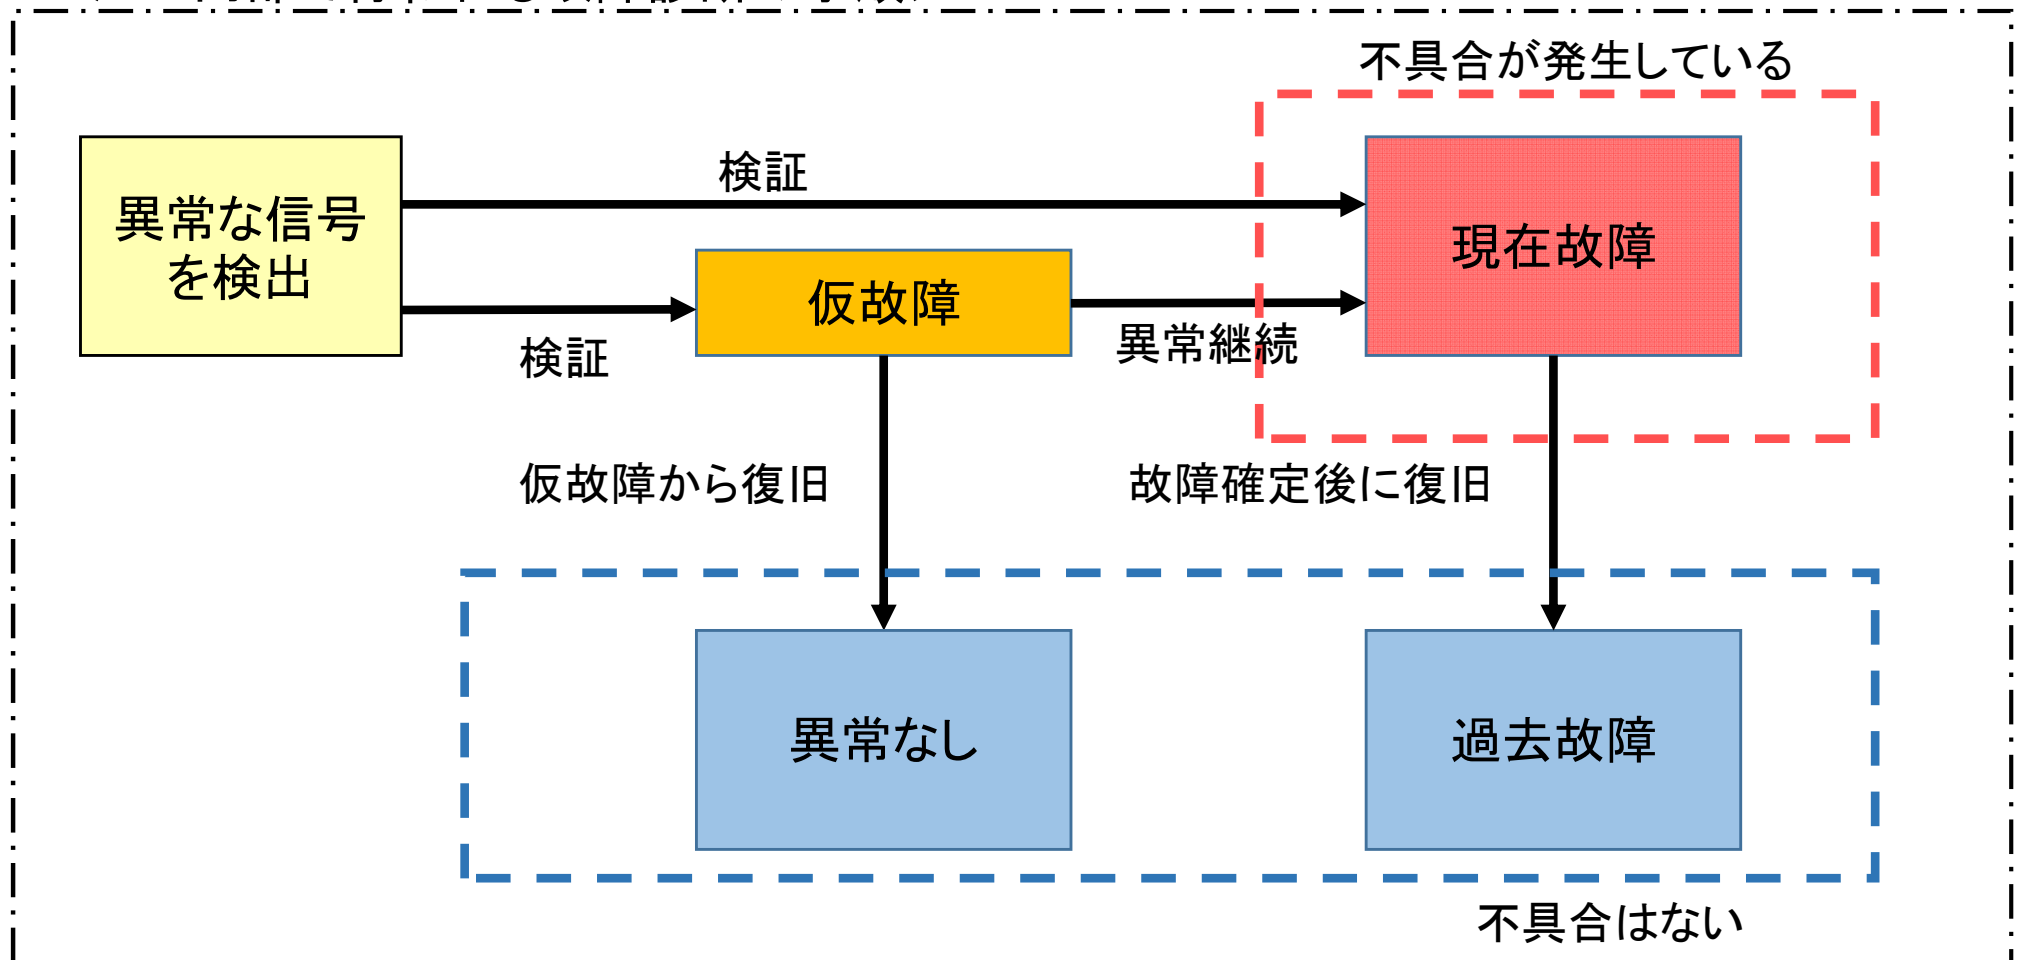 不具合が発生している
検証
異常な信号
を検出
現在故障
仮故障
異常継続
検証
仮故障から復旧
故障確定後に復旧
異常なし
過去故障
不具合はない